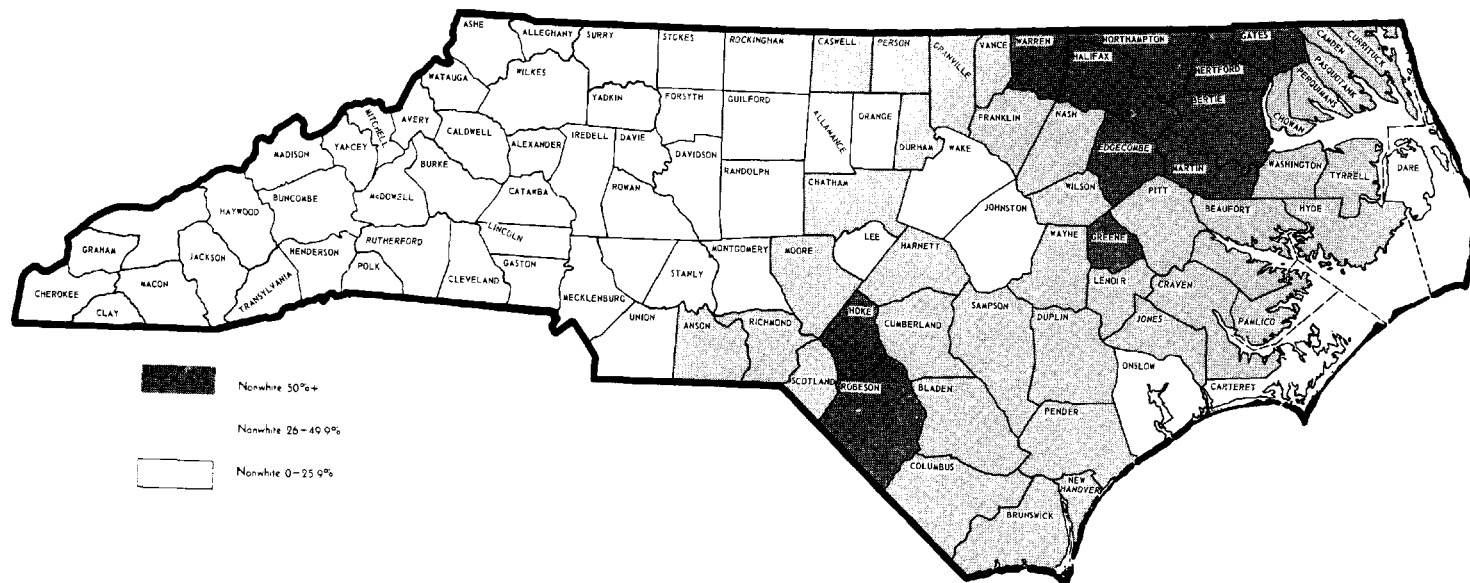 ASHE
ALLEGHANY
SURRY
STOKES
ROCKINGHAM
CASWELL
PERSON
GRANVILLE
VANCE
WARREN
NORTHAMPTON
GATES
CURRITUCK
CAMDEN
PASQUOTANK
PERQUIMANS
HALIFAX
HERTFORD
WATAUGA
WILKES
YADKIN
FORSYTH
GUILFORD
ALLAMANCE
ORANGE
DURHAM
FRANKLIN
NASH
BERTIE
CHOWAN
MITCHELL
AVERY
CALDWELL
ALEXANDER
IREDELL
DAVIE
DAVIDSON
RANDOLPH
CHATHAM
WAKE
EDGECOMBE
MARTIN
WASHINGTON
TYRRELL
DARE
MADISON
YANCEY
BURKE
CATAWBA
ROWAN
JOHNSTON
WILSON
PITT
BEAUFORT
HYDE
HAYWOOD
BUNCOMBE
McDOWELL
GRAHAM
JACKSON
HENDERSON
RUTHERFORD
LINCOLN
MONTGOMERY
MOORE
LEE
HARNETT
WAYNE
GREENE
CHEROKEE
MACON
TRANSYLVANIA
POLK
CLEVELAND
GASTON
MECKLENBURG
STANLY
LENOIR
CRAVEN
CLAY
UNION
ANSON
RICHMOND
HOKE
CUMBERLAND
SAMPSON
DUPLIN
JONES
PAMLICO
SCOTLAND
ROBESON
BLADEN
ONSLOW
CARTERET
PENDER
COLUMBUS
NEW
HANOVER
BRUNSWICK
Nonwhite 50%+
Nonwhite 26-49.9%
Nonwhite 0-25.9%